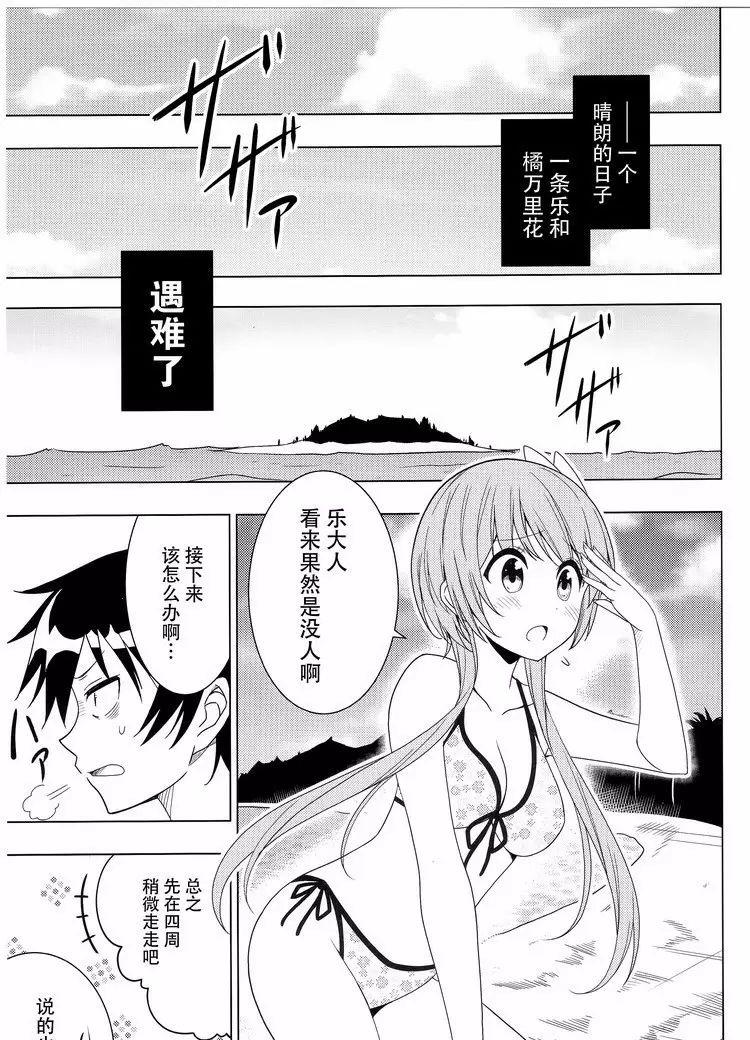 ——一个
晴朗的日子
一条乐和
橘万里花
ザザァ
遇难了
ザザ
乐大人
看来果然是没人啊
接下来
该怎么办啊…
ハァ
总之
先在四周
稍微走走吧
说的